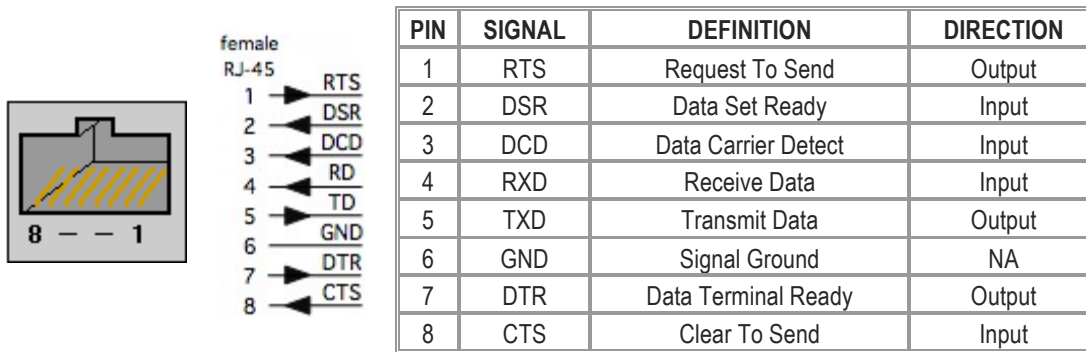 8 – – 1
female
RJ-45
1 RTS
2 DSR
3 DCD
4 RD
5 TD
6 GND
7 DTR
8 CTS
PIN SIGNAL DEFINITION DIRECTION
1 RTS Request To Send Output
2 DSR Data Set Ready Input
3 DCD Data Carrier Detect Input
4 RXD Receive Data Input
5 TXD Transmit Data Output
6 GND Signal Ground NA
7 DTR Data Terminal Ready Output
8 CTS Clear To Send Input